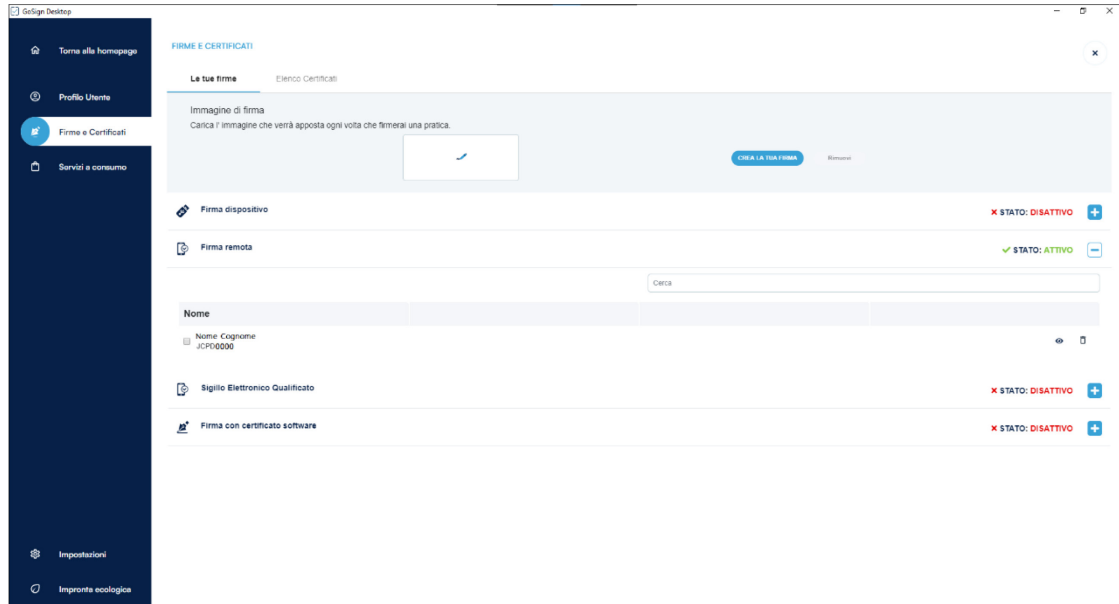 GoSign Desktop
Torna alla homepage
Profilo Utente
Firme e Certificati
Servizi a consumo
Impostazioni
Impronta ecologica
FIRME E CERTIFICATI
Le tue firme Elenco Certificati
Immagine di firma
Carica l' immagine che verrà apposta ogni volta che firmerai una pratica.
CREA LA TUA FIRMA Rimuovi
Firma dispositivo STATO: DISATTIVO
Firma remota STATO: ATTIVO
Cerca
Nome
Nome Cognome
JCPD0000
Sigillo Elettronico Qualificato STATO: DISATTIVO
Firma con certificato software STATO: DISATTIVO